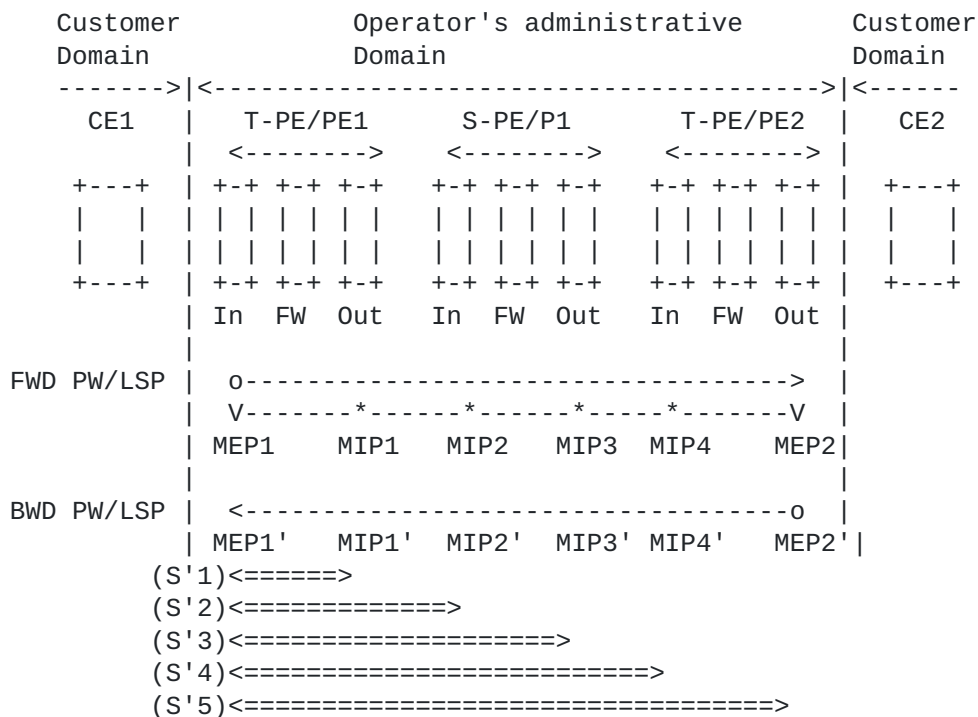 Customer           Operator's administrative       Customer
   Domain             Domain                          Domain
   ------->|<--------------------------------------->|<------
     CE1   |   T-PE/PE1      S-PE/P1       T-PE/PE2  |   CE2
           |  <-------->    <-------->    <--------> |
    +---+  | +-+ +-+ +-+   +-+ +-+ +-+   +-+ +-+ +-+ |  +---+
    |   |  | | | | | | |   | | | | | |   | | | | | | |  |   |
    |   |  | | | | | | |   | | | | | |   | | | | | | |  |   |
    +---+  | +-+ +-+ +-+   +-+ +-+ +-+   +-+ +-+ +-+ |  +---+
           | In  FW  Out   In  FW  Out   In  FW  Out |
           |                                         |
FWD PW/LSP |  o----------------------------------->  |
           |  V-------*------*------*-----*-------V  |
           | MEP1    MIP1   MIP2   MIP3  MIP4    MEP2|
           |                                         |
BWD PW/LSP |  <-----------------------------------o  |
           | MEP1'   MIP1'  MIP2'  MIP3' MIP4'   MEP2'|
         (S'1)<======>
         (S'2)<=============>
         (S'3)<====================>
         (S'4)<==========================>
         (S'5)<==================================>